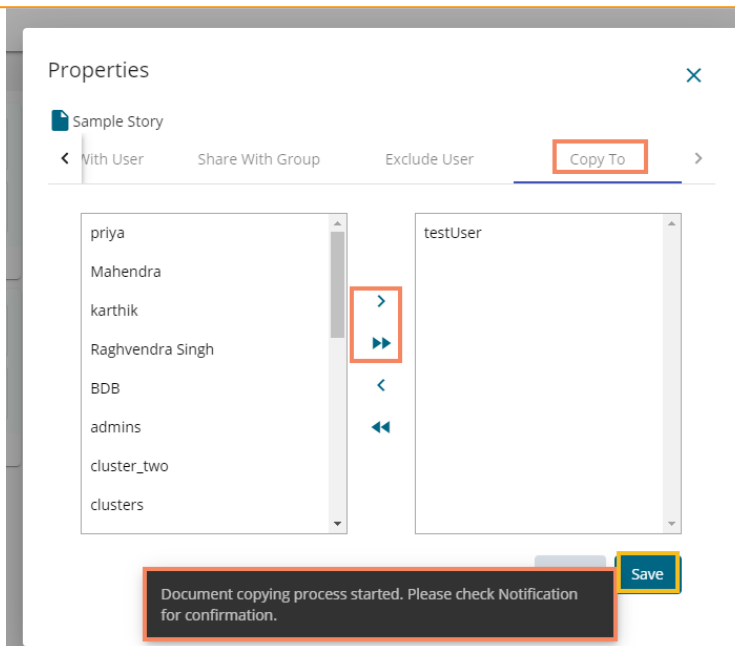 Properties
Sample Story
With User
Share With Group
Exclude User
Copy To
priya
Mahendra
karthik
Raghvendra Singh
BDB
admins
cluster_two
clusters
testUser
Save
Document copying process started. Please check Notification
for confirmation.